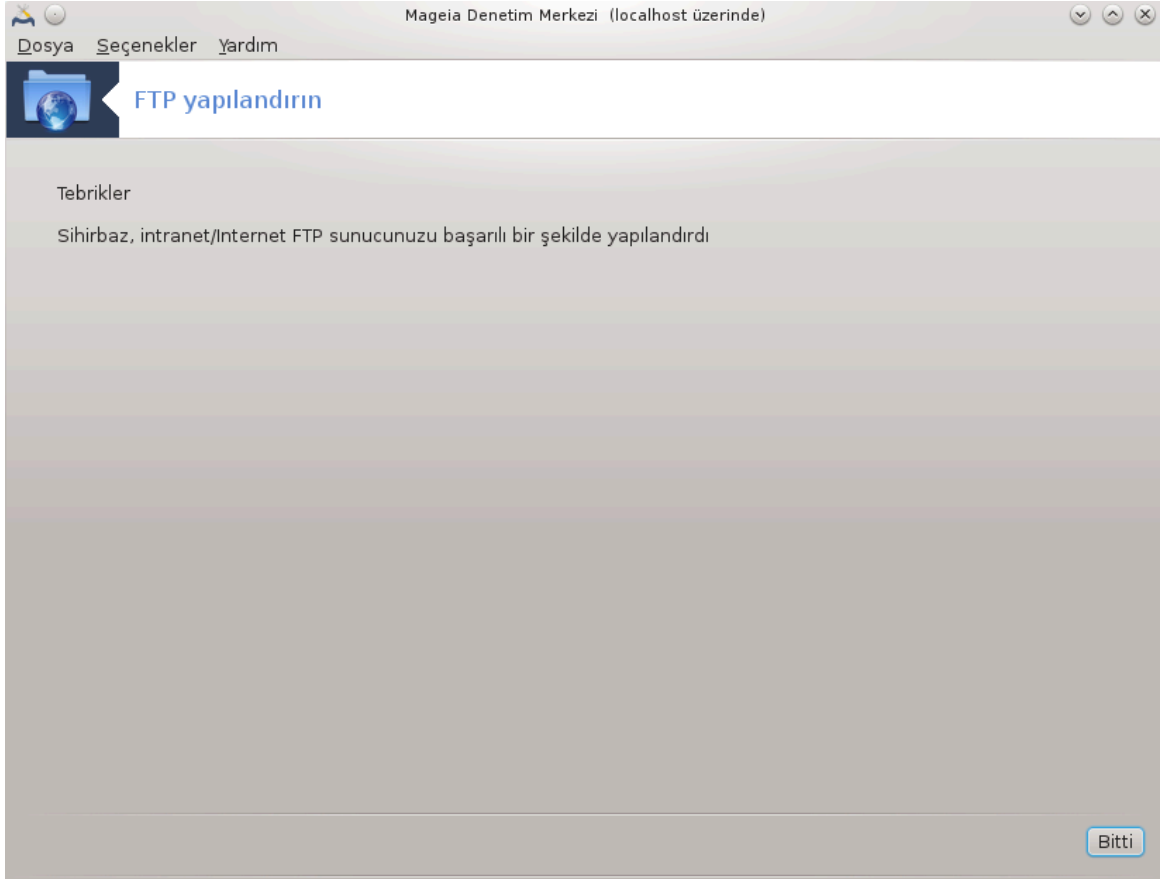 Mageia Denetim Merkezi (localhost üzerinde)
Dosya Seçenekler Yardım
FTP yapılandırın
Tebrikler
Sihirbaz, intranet/Internet FTP sunucunuzu başarılı bir şekilde yapılandırdı
Bitti